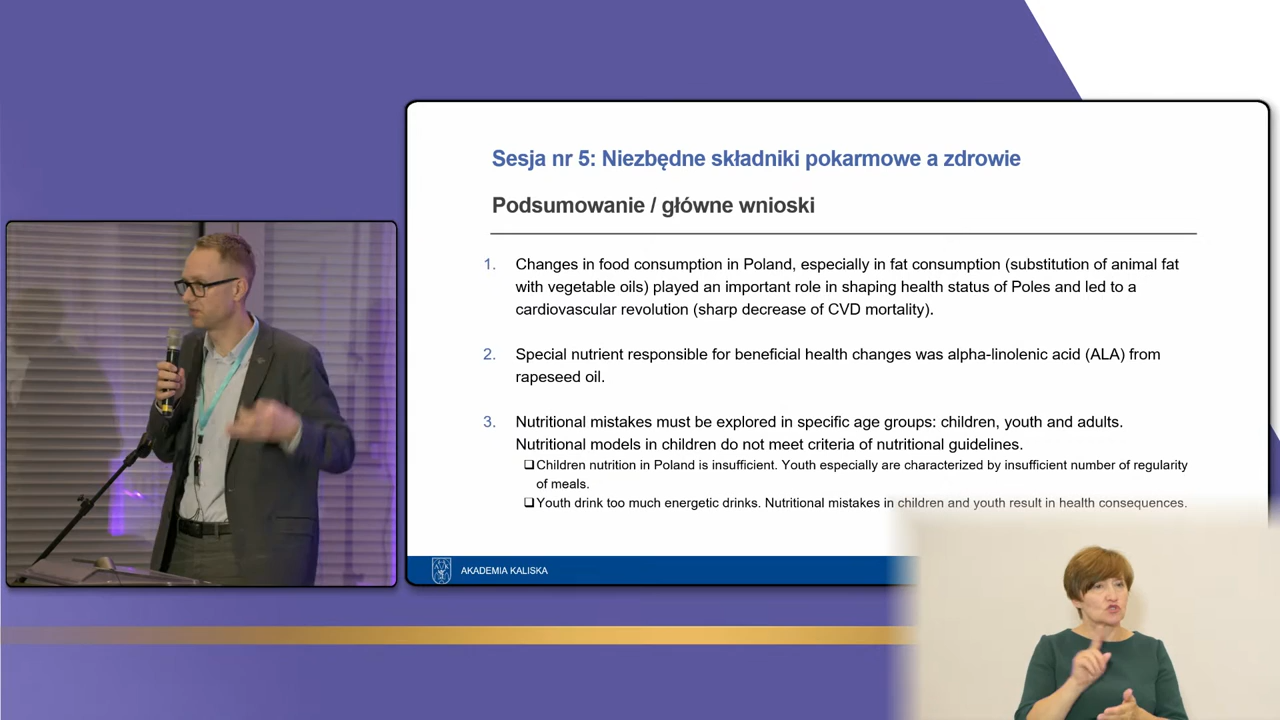 Sesja nr 5: Niezbędne składniki pokarmowe a zdrowie
Podsumowanie / główne wnioski
1. Changes in food consumption in Poland, especially in fat consumption (substitution of animal fat
with vegetable oils) played an important role in shaping health status of Poles and led to a
cardiovascular revolution (sharp decrease of CVD mortality).
2. Special nutrient responsible for beneficial health changes was alpha-linolenic acid (ALA) from
rapeseed oil.
3. Nutritional mistakes must be explored in specific age groups: children, youth and adults.
Nutritional models in children do not meet criteria of nutritional guidelines.
❑Children nutrition in Poland is insufficient. Youth especially are characterized by insufficient number of regularity
of meals.
❑Youth drink too much energetic drinks. Nutritional mistakes in children and youth result in health consequences.
AKADEMIA KALISKA